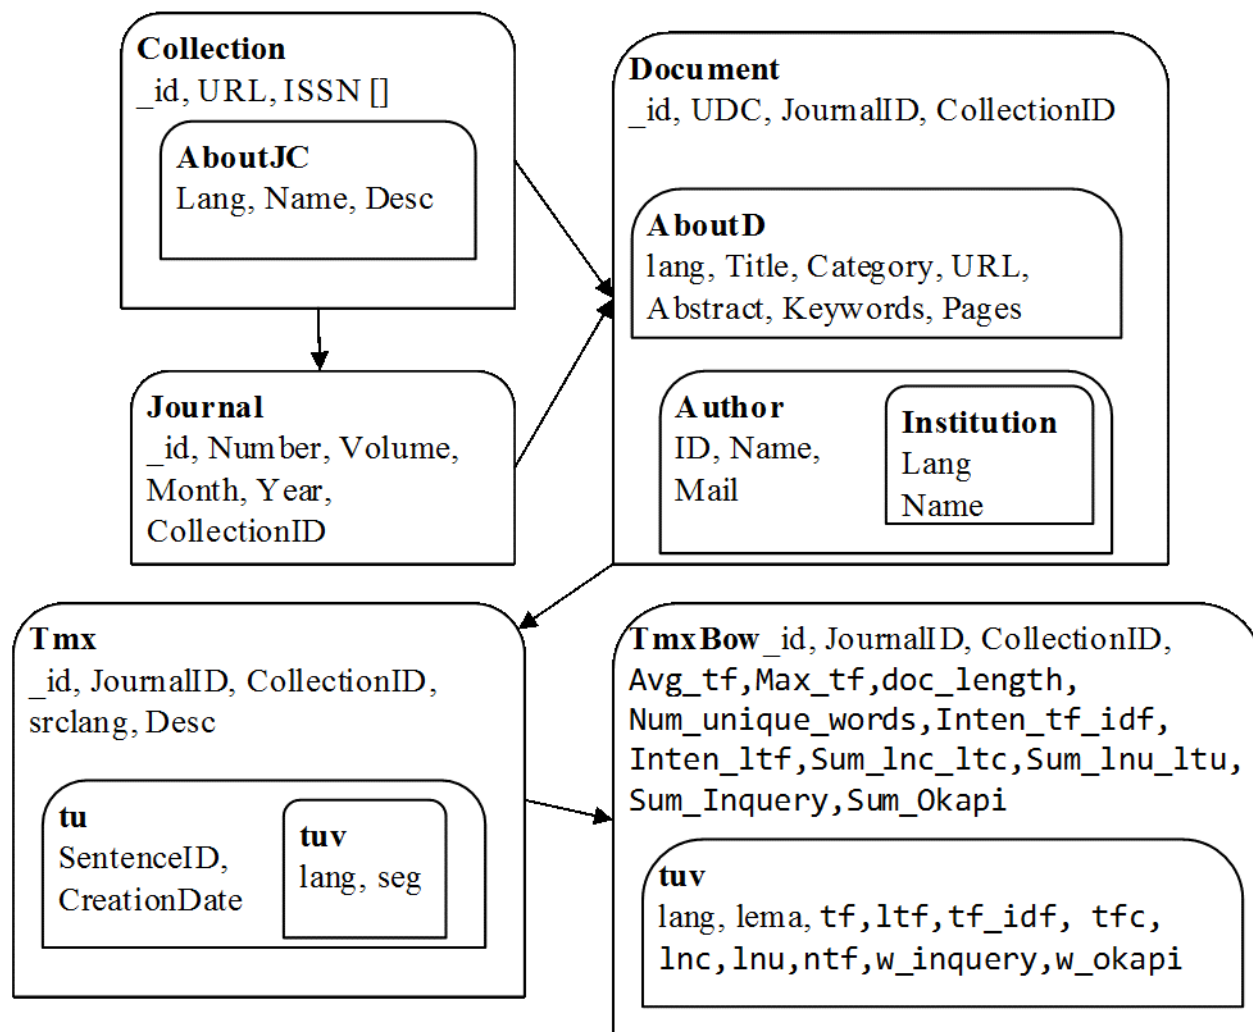 Collection
_id, URL, ISSN []
AboutJC
Lang, Name, Desc
Document
_id, UDC, JournalID, CollectionID
AboutD
lang, Title, Category, URL,
Abstract, Keywords, Pages
Journal
_id, Number, Volume,
Month, Year,
CollectionID
Author
ID, Name,
Mail
Institution
Lang
Name
Tmx
_id, JournalID, CollectionID,
srclang, Desc
tu
SentenceID,
CreationDate
tuv
lang, seg
TmxBow_id, JournalID, CollectionID,
Avg_tf,Max_tf,doc_length,
Num_unique_words,Inten_tf_idf,
Inten_ltf,Sum_lnc_ltc,Sum_lnu_ltu,
Sum_Inquery,Sum_Okapi
tuv
lang, lema, tf,ltf,tf_idf, tfc,
lnc,lnu,ntf,w_inquery,w_okapi